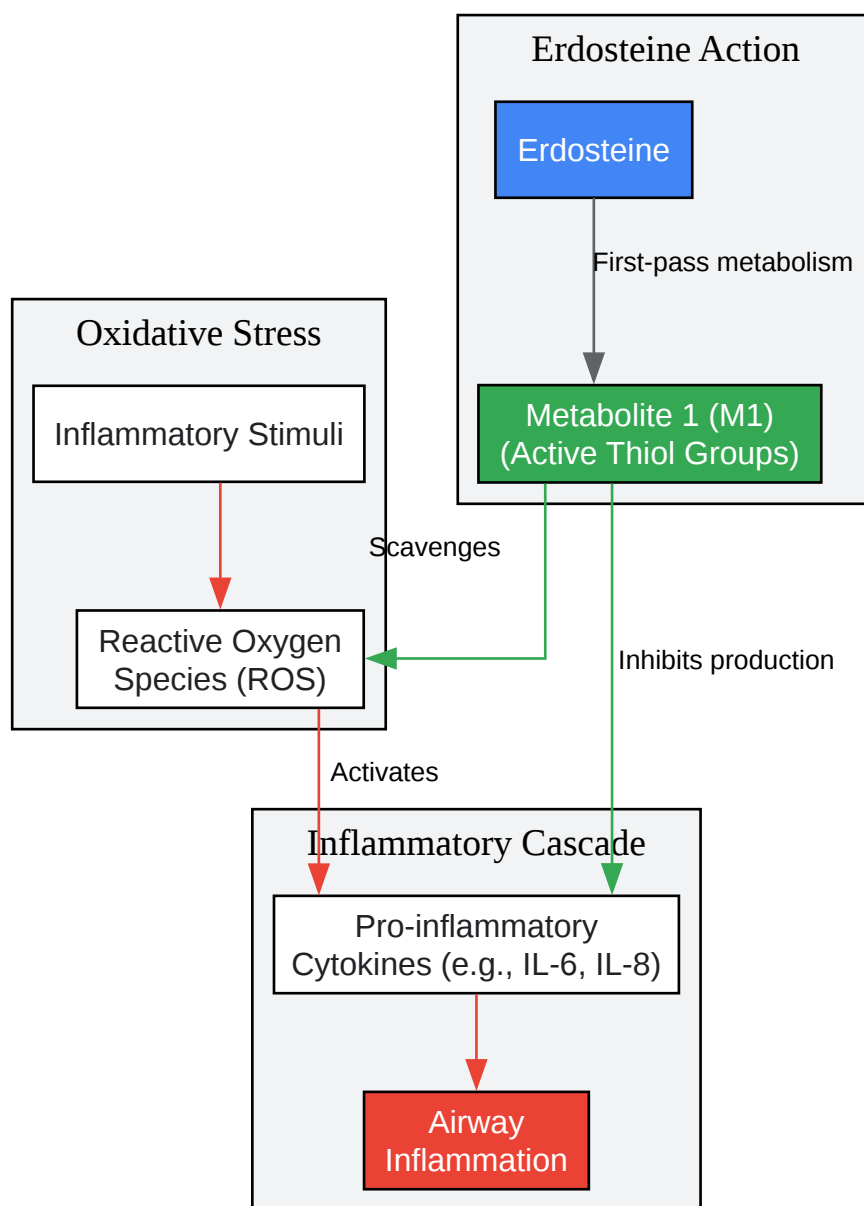 Erdosteine Action
Erdosteine
First-pass metabolism
Oxidative Stress
Inflammatory Stimuli
Metabolite 1 (M1)
(Active Thiol Groups)
Scavenges
Reactive Oxygen
Species (ROS)
Inhibits production
Activates
Inflammatory Cascade
Pro-inflammatory
Cytokines (e.g., IL-6, IL-8)
Airway
Inflammation